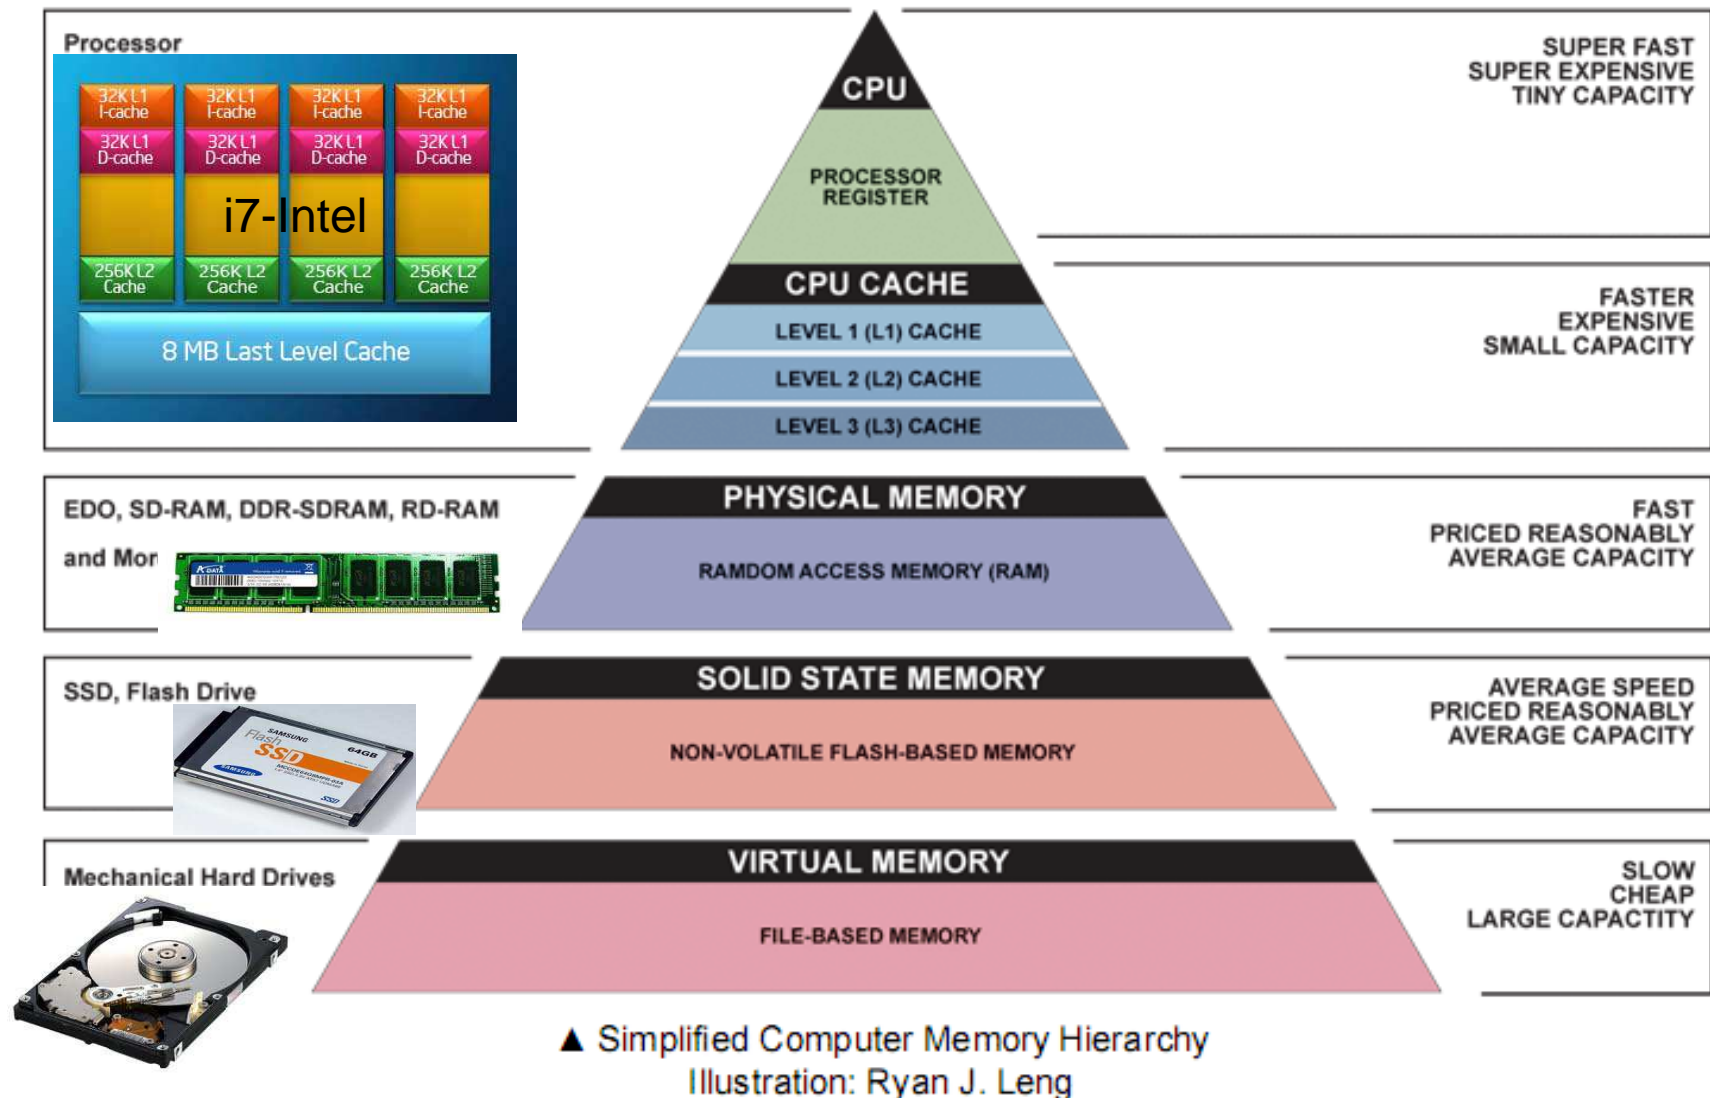 Processor
32K L1
I-cache
32K L1
I-cache
32K L1
I-cache
32K L1
I-cache
32K L1
D-cache
32K L1
D-cache
32K L1
D-cache
32K L1
D-cache
i7-Intel
256K L2
Cache
256K L2
Cache
256K L2
Cache
256K L2
Cache
8 MB Last Level Cache
CPU
PROCESSOR
REGISTER
SUPER FAST
SUPER EXPENSIVE
TINY CAPACITY
CPU CACHE
LEVEL 1 (L1) CACHE
LEVEL 2 (L2) CACHE
LEVEL 3 (L3) CACHE
FASTER
EXPENSIVE
SMALL CAPACITY
EDO, SD-RAM, DDR-SDRAM, RD-RAM
and Mor
ADATA
PHYSICAL MEMORY
RAMDOM ACCESS MEMORY (RAM)
FAST
PRICED REASONABLY
AVERAGE CAPACITY
SSD, Flash Drive
SAMSUNG
64GB
Flash
SSD
SAMSUNG
SSD
SOLID STATE MEMORY
NON-VOLATILE FLASH-BASED MEMORY
AVERAGE SPEED
PRICED REASONABLY
AVERAGE CAPACITY
Mechanical Hard Drives
VIRTUAL MEMORY
FILE-BASED MEMORY
SLOW
CHEAP
LARGE CAPACTITY
▲ Simplified Computer Memory Hierarchy
Illustration: Ryan J. Leng